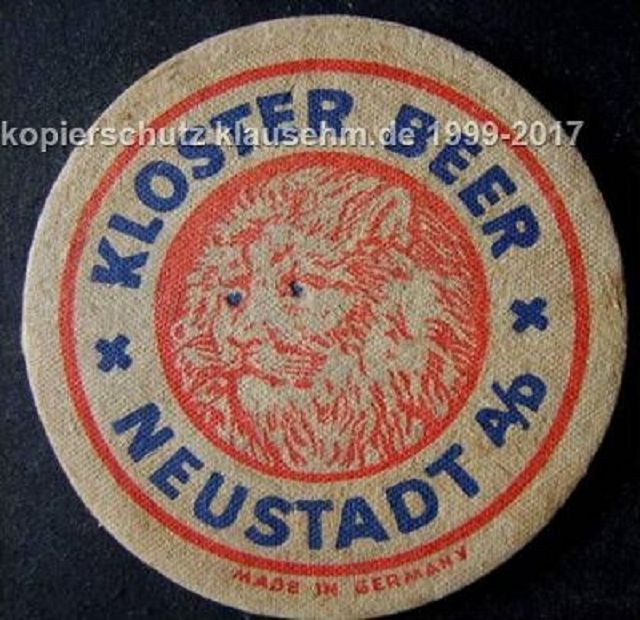 kopierschutz klausehm.de 1999-2017
KLOSTER BEER
NEUSTADT A/D
MADE IN GERMANY